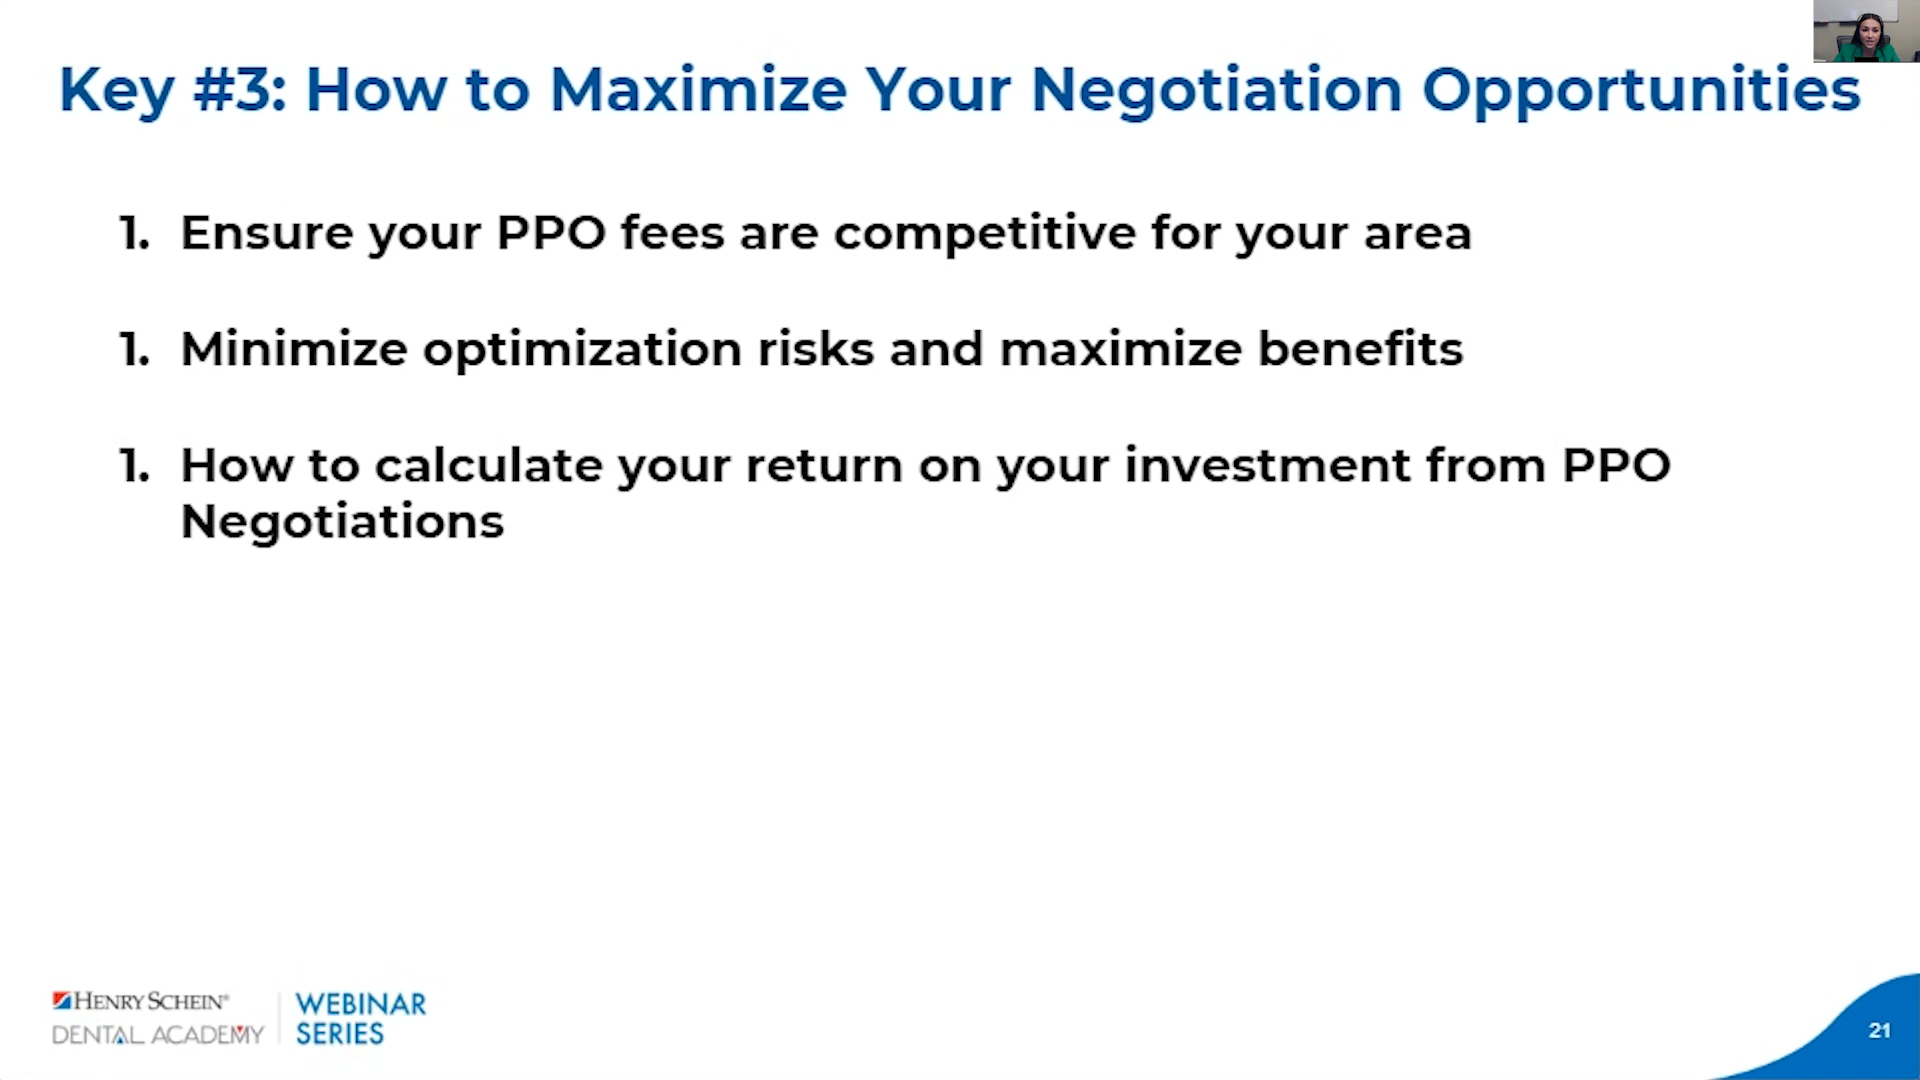 Key #3: How to Maximize Your Negotiation Opportunities
1. Ensure your PPO fees are competitive for your area
1. Minimize optimization risks and maximize benefits
1. How to calculate your return on your investment from PPO
Negotiations
HENRY SCHEIN®
DENTAL ACADEMY
WEBINAR
SERIES
21